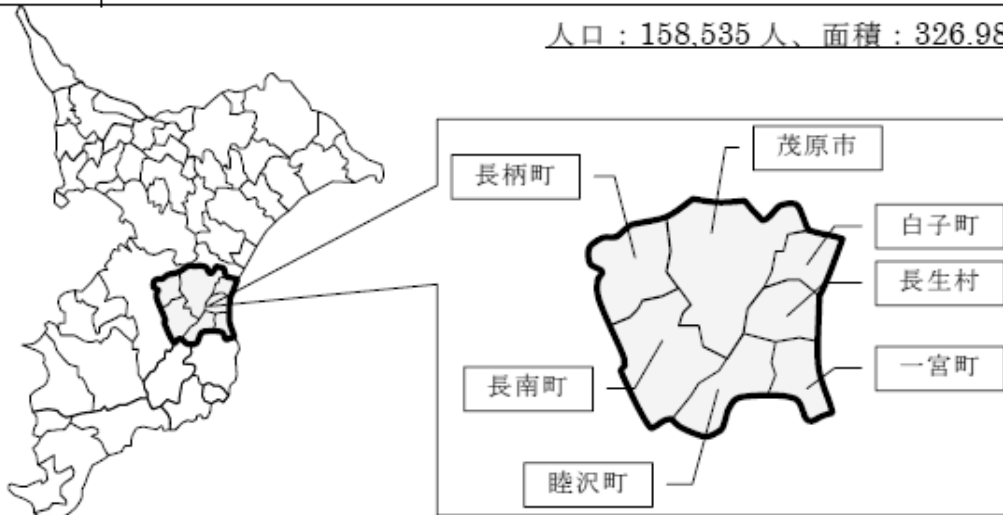 人口：158,535 人、面積：326.98
茂原市
長柄町
白子町
長生村
一宮町
長南町
睦沢町